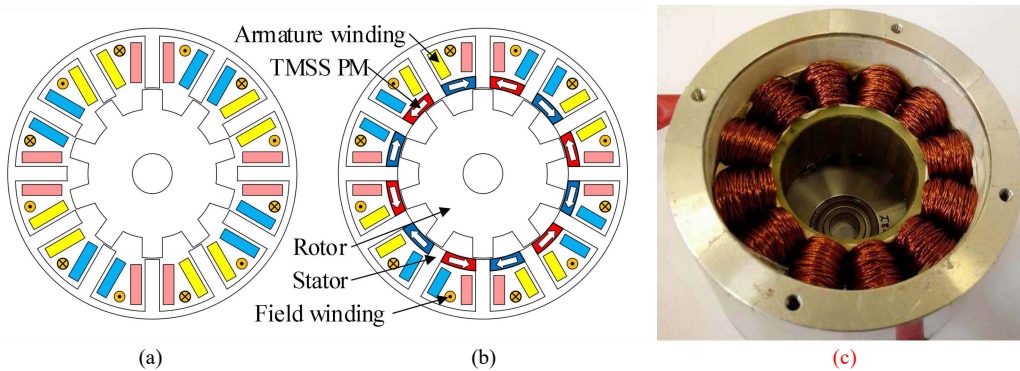 Armature winding
TMSS PM
Rotor
Stator
Field winding
(a)
(b)
(c)